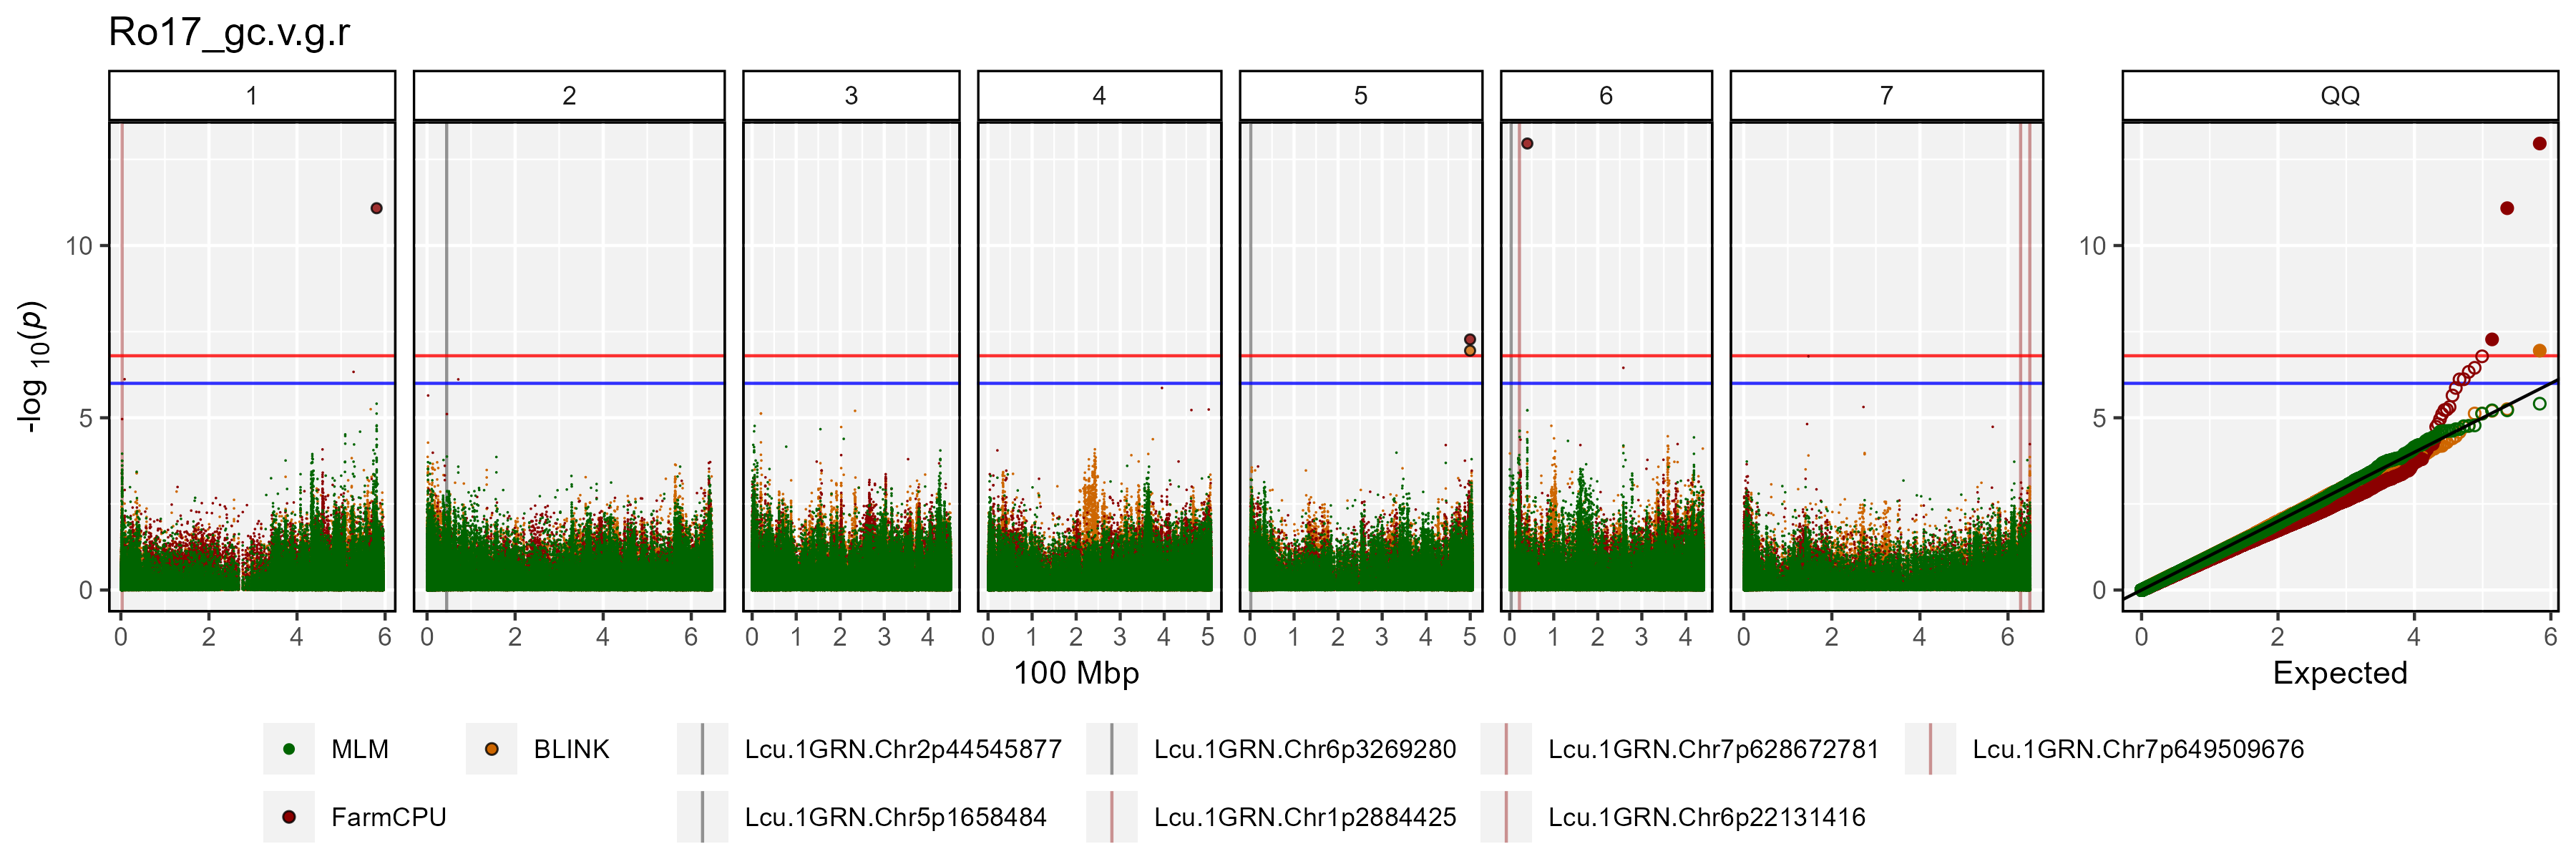 Ro17_gc.v.g.r
1 2 3 4 5 6 7 QQ
-log 10(p)
10
5
0
10
5
0
0 2 4 6 0 2 4 6 0 1 2 3 4 0 1 2 3 4 5 0 1 2 3 4 5 0 1 2 3 4 0 2 4 6 0 2 4 6
100 Mbp Expected
MLM BLINK Lcu.1GRN.Chr2p44545877 Lcu.1GRN.Chr6p3269280 Lcu.1GRN.Chr7p628672781 Lcu.1GRN.Chr7p649509676
FarmCPU Lcu.1GRN.Chr5p1658484 Lcu.1GRN.Chr1p2884425 Lcu.1GRN.Chr6p22131416